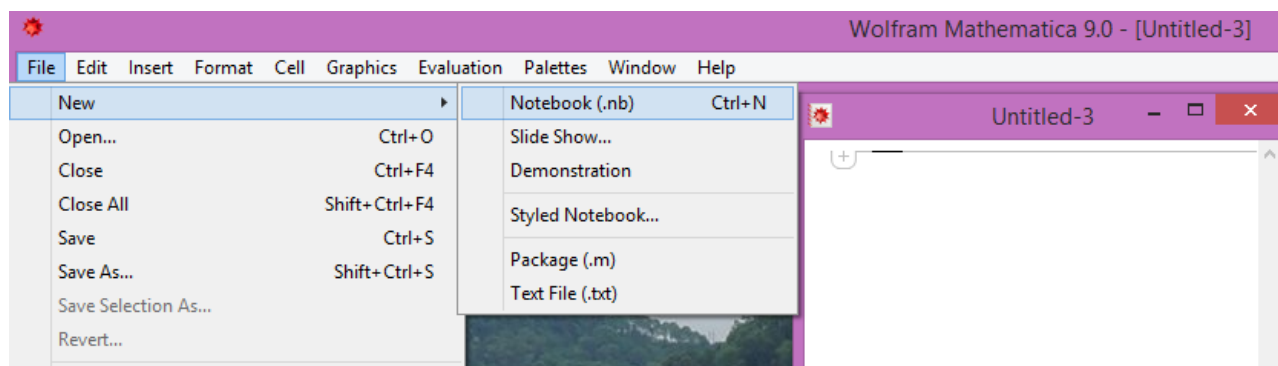 Wolfram Mathematica 9.0 - [Untitled-3]
File Edit Insert Format Cell Graphics Evaluation Palettes Window Help
New
Open... Ctrl+O
Close Ctrl+F4
Close All Shift+Ctrl+F4
Save Ctrl+S
Save As... Shift+Ctrl+S
Save Selection As...
Revert...
Notebook (.nb) Ctrl+N
Slide Show...
Demonstration
Styled Notebook...
Package (.m)
Text File (.txt)
Untitled-3